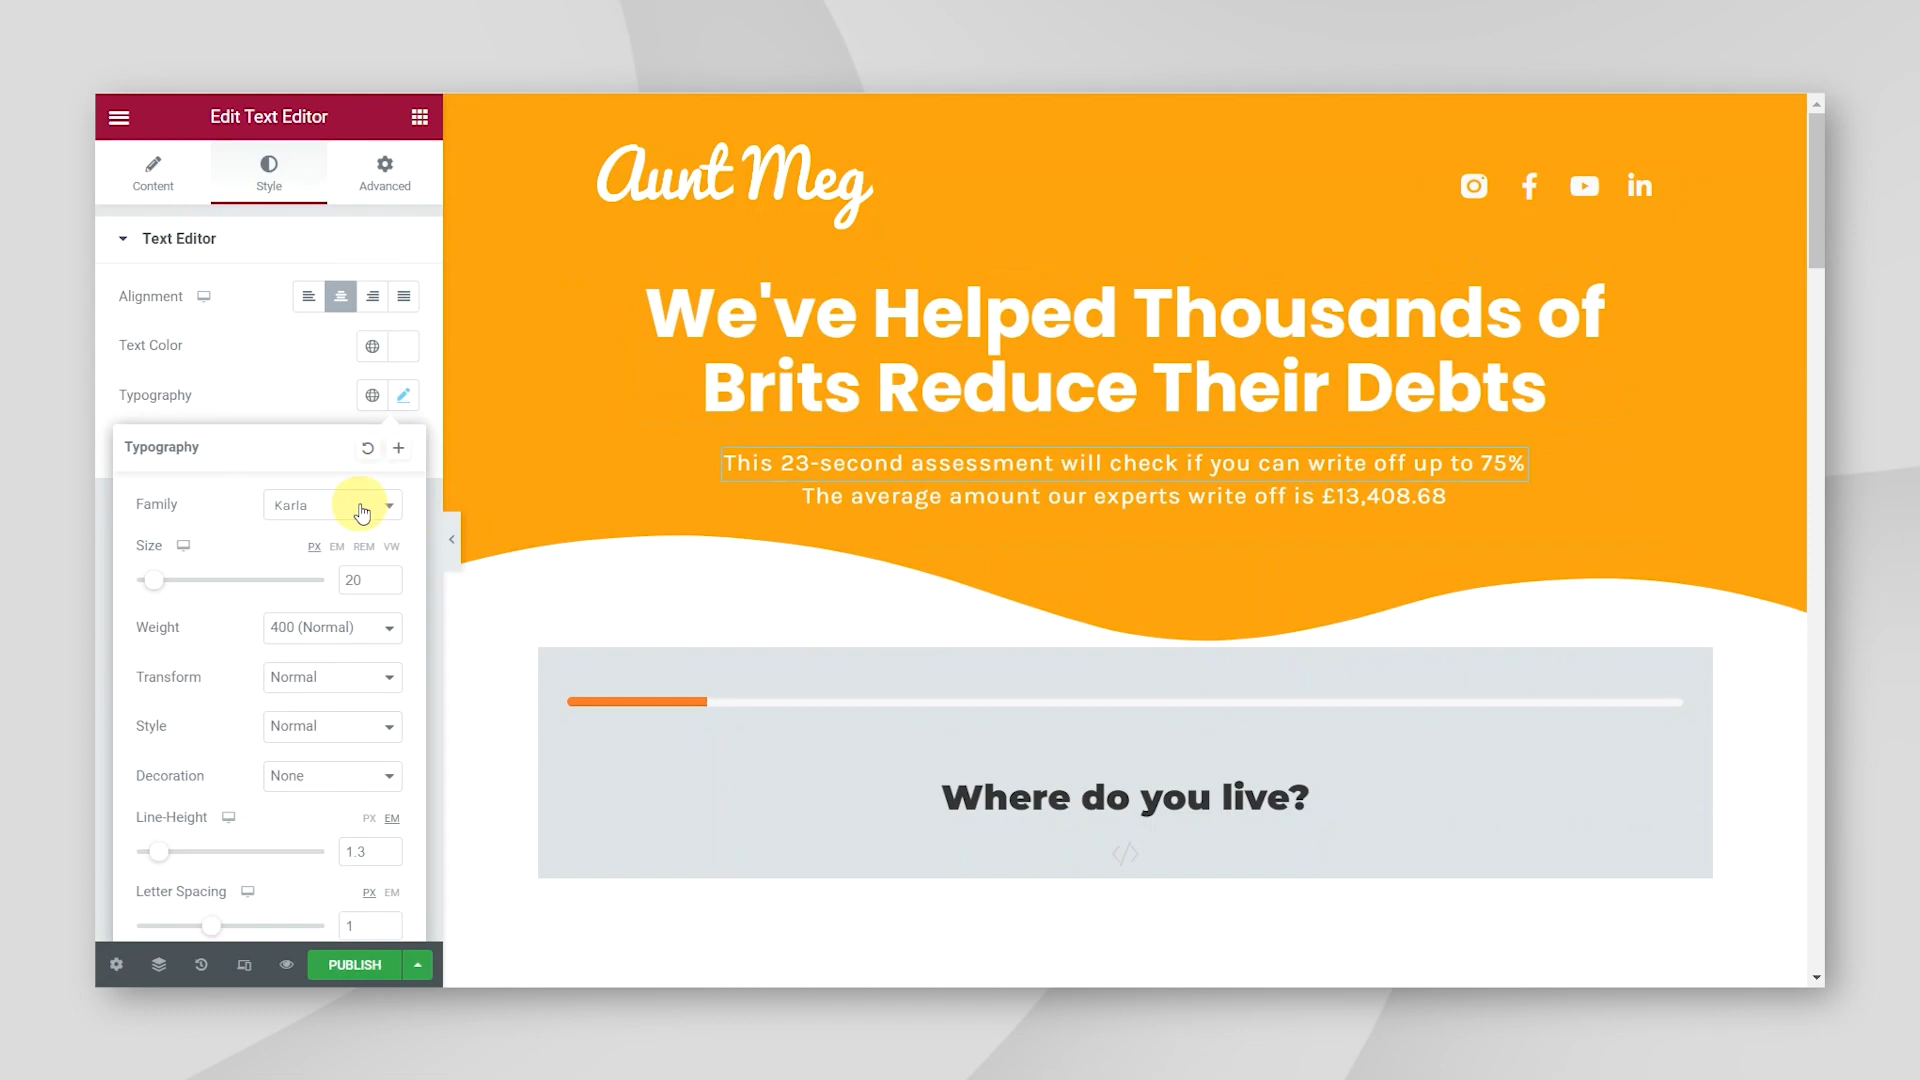 Edit Text Editor
Content
Style
Advanced
Text Editor
Alignment
Text Color
Typography
Typography
Family
Karla
Size
PX EM REM VW
20
Weight
400 (Normal)
Transform
Normal
Style
Normal
Decoration
None
Line-Height
PX EM
1.3
Letter Spacing
PX EM
1
PUBLISH
Aunt Meg
We've Helped Thousands of
Brits Reduce Their Debts
This 23-second assessment will check if you can write off up to 75%
The average amount our experts write off is £13,408.68
Where do you live?